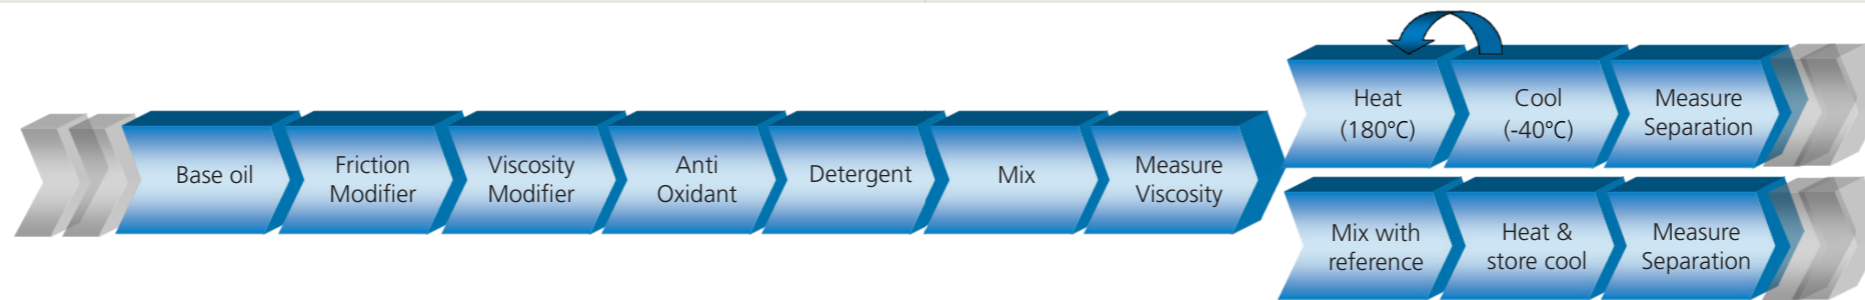 Base oil
Friction
Modifier
Viscosity
Modifier
Anti
Oxidant
Detergent
Mix
Measure
Viscosity
Heat
(180°C)
Cool
(-40°C)
Measure
Separation
Mix with
reference
Heat &
store cool
Measure
Separation